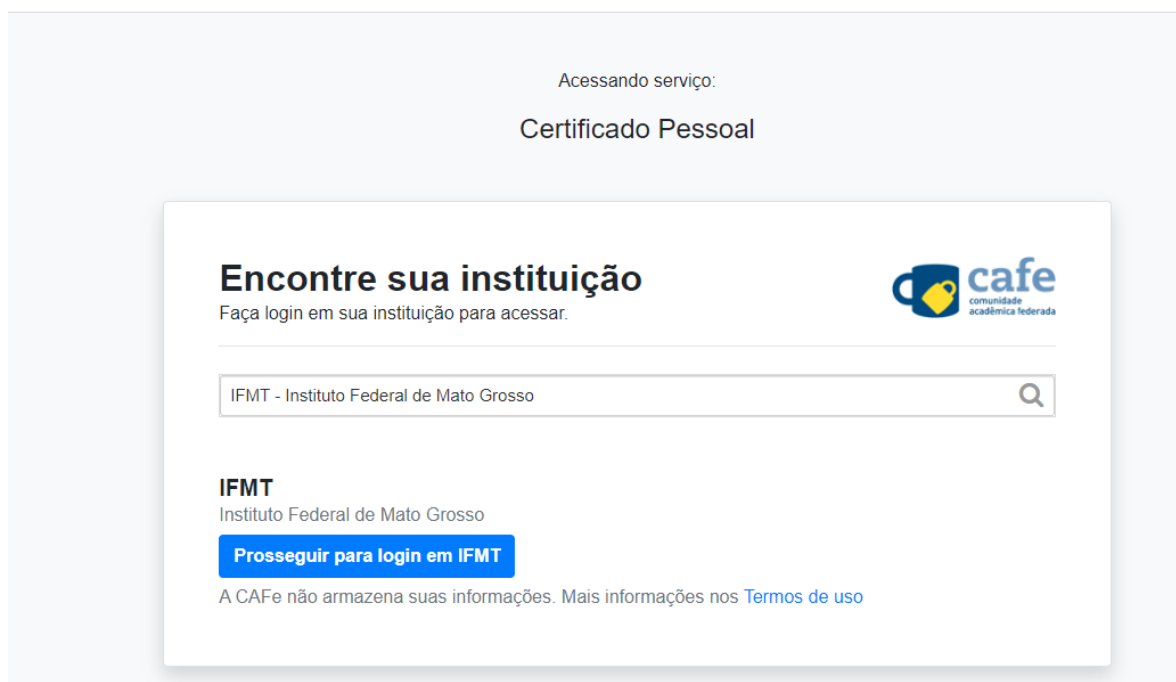 Acessando serviço:
Certificado Pessoal
Encontre sua instituição
Faça login em sua instituição para acessar.
cafe
comunidade
acadêmica federada
IFMT - Instituto Federal de Mato Grosso
IFMT
Instituto Federal de Mato Grosso
Prosseguir para login em IFMT
A CAFe não armazena suas informações. Mais informações nos Termos de uso